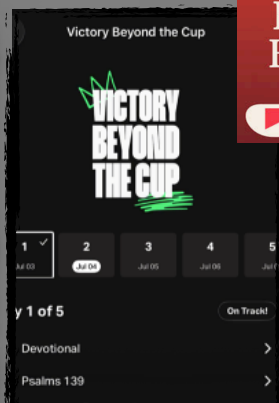 Victory Beyond the Cup
VICTORY
BEYOND
THE CUP
1 2 3 4 5
Jul 03 Jul 04 Jul 05 Jul 06
y 1 of 5 On Track!
Devotional
Psalms 139